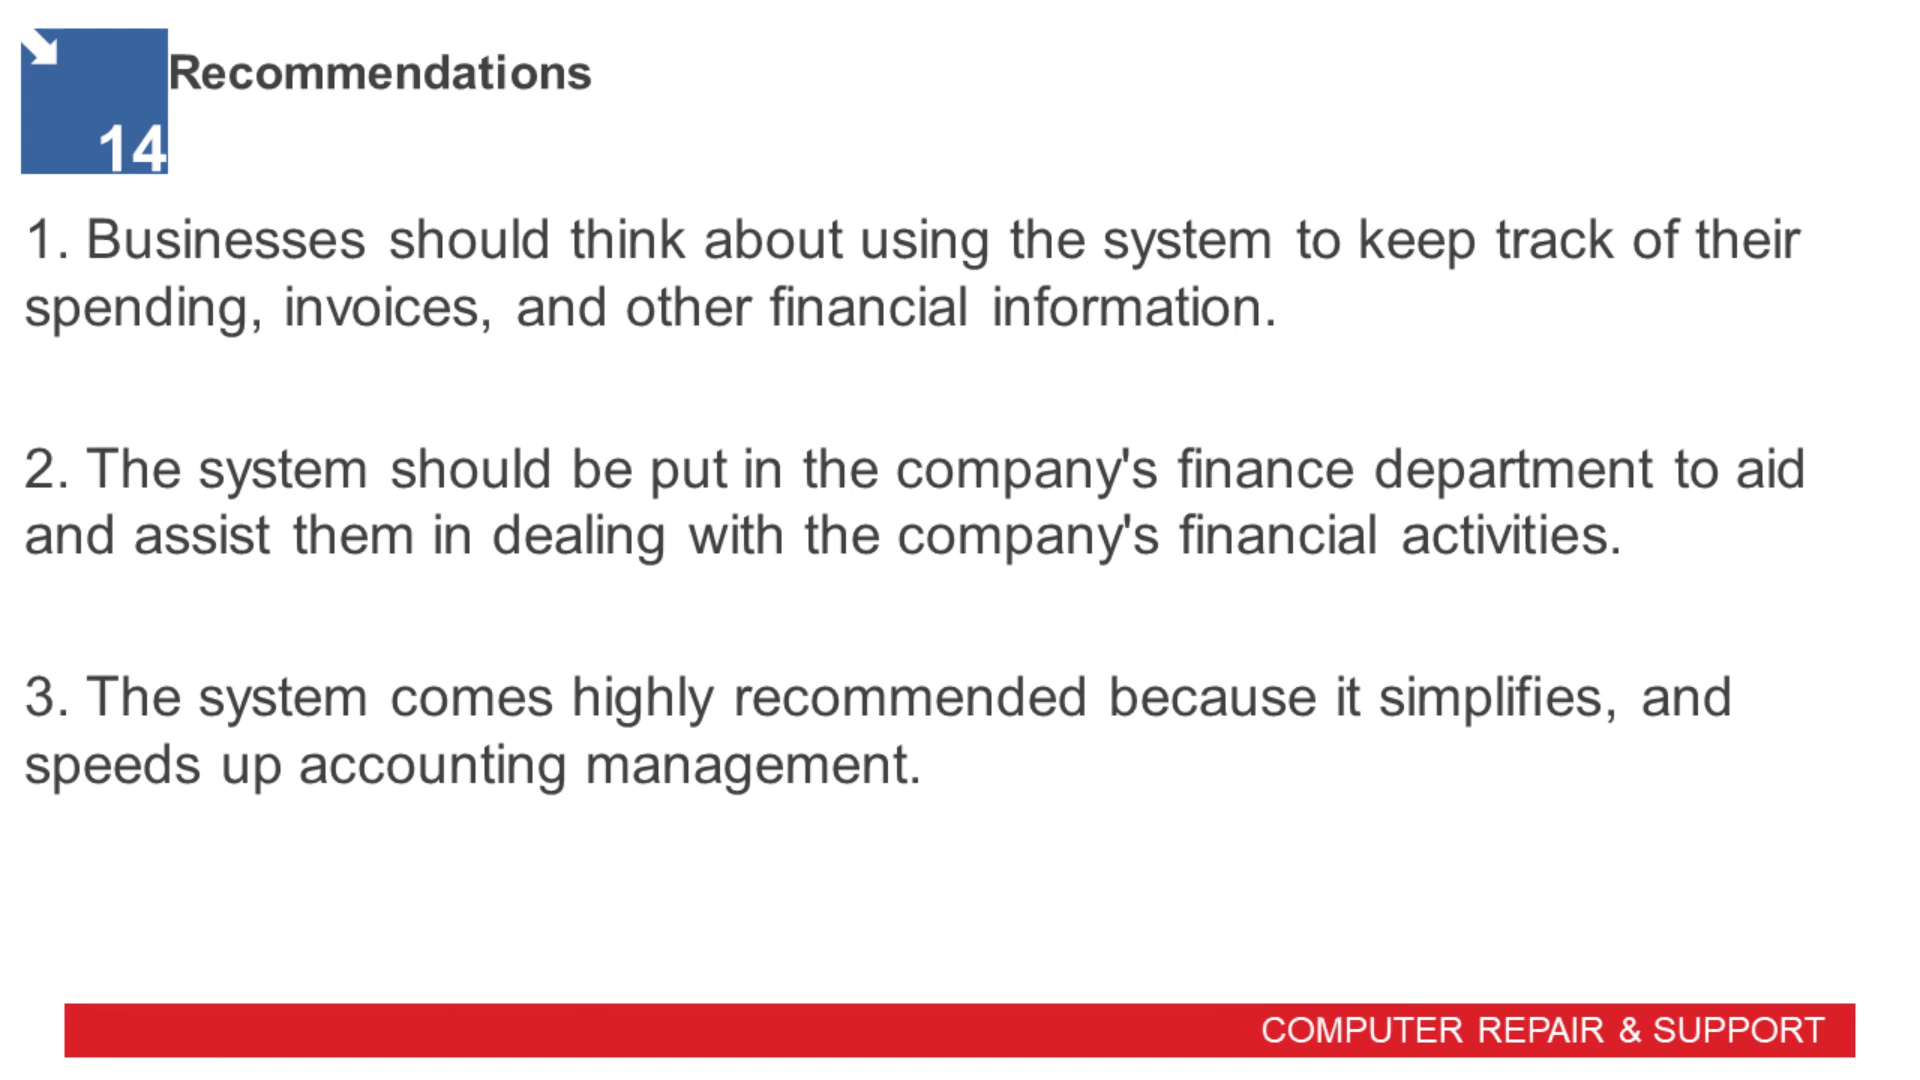 Recommendations
14
1. Businesses should think about using the system to keep track of their
spending, invoices, and other financial information.
2. The system should be put in the company's finance department to aid
and assist them in dealing with the company's financial activities.
3. The system comes highly recommended because it simplifies, and
speeds up accounting management.
COMPUTER REPAIR & SUPPORT